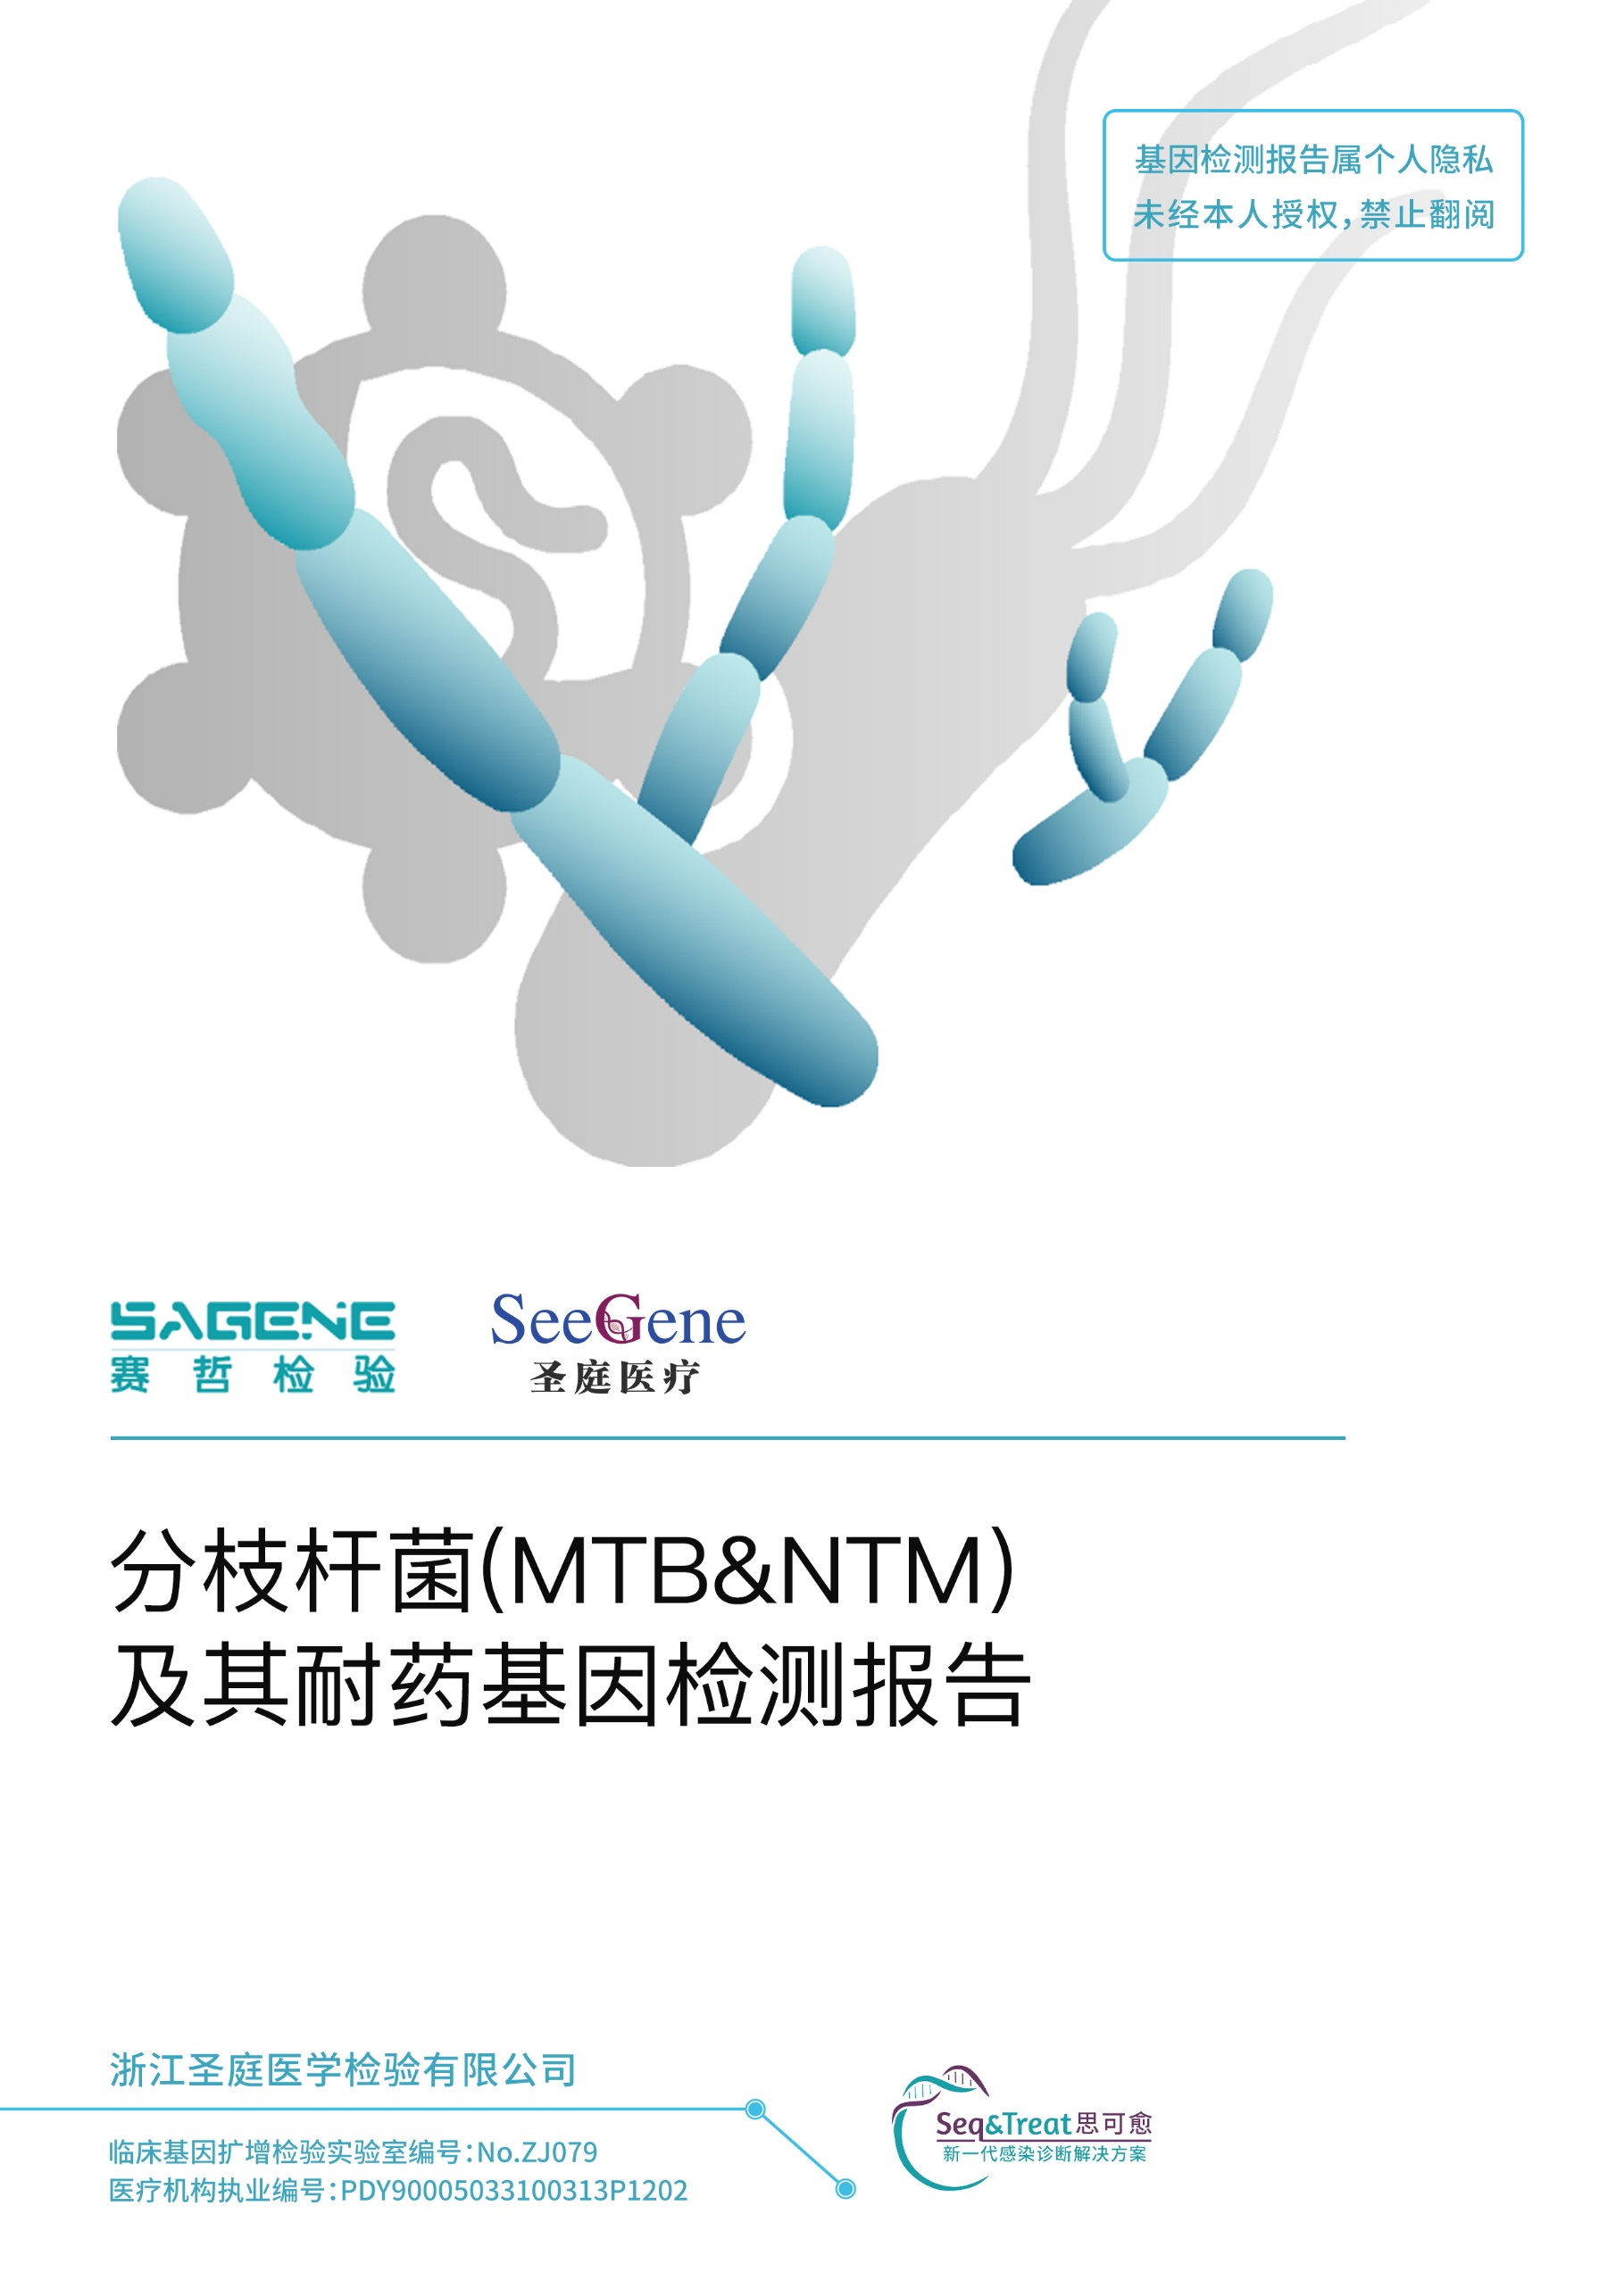 基因检测报告属个人隐私
未经本人授权，禁止翻阅
SAGENE
赛哲检验
SeeGene
圣庭医疗
分枝杆菌(MTB&NTM)
及其耐药基因检测报告
浙江圣庭医学检验有限公司
临床基因扩增检验实验室编号：No.ZJ079
医疗机构执业编号：PDY90005033100313P1202
Seq&Treat 思可愈
新一代感染诊断解决方案